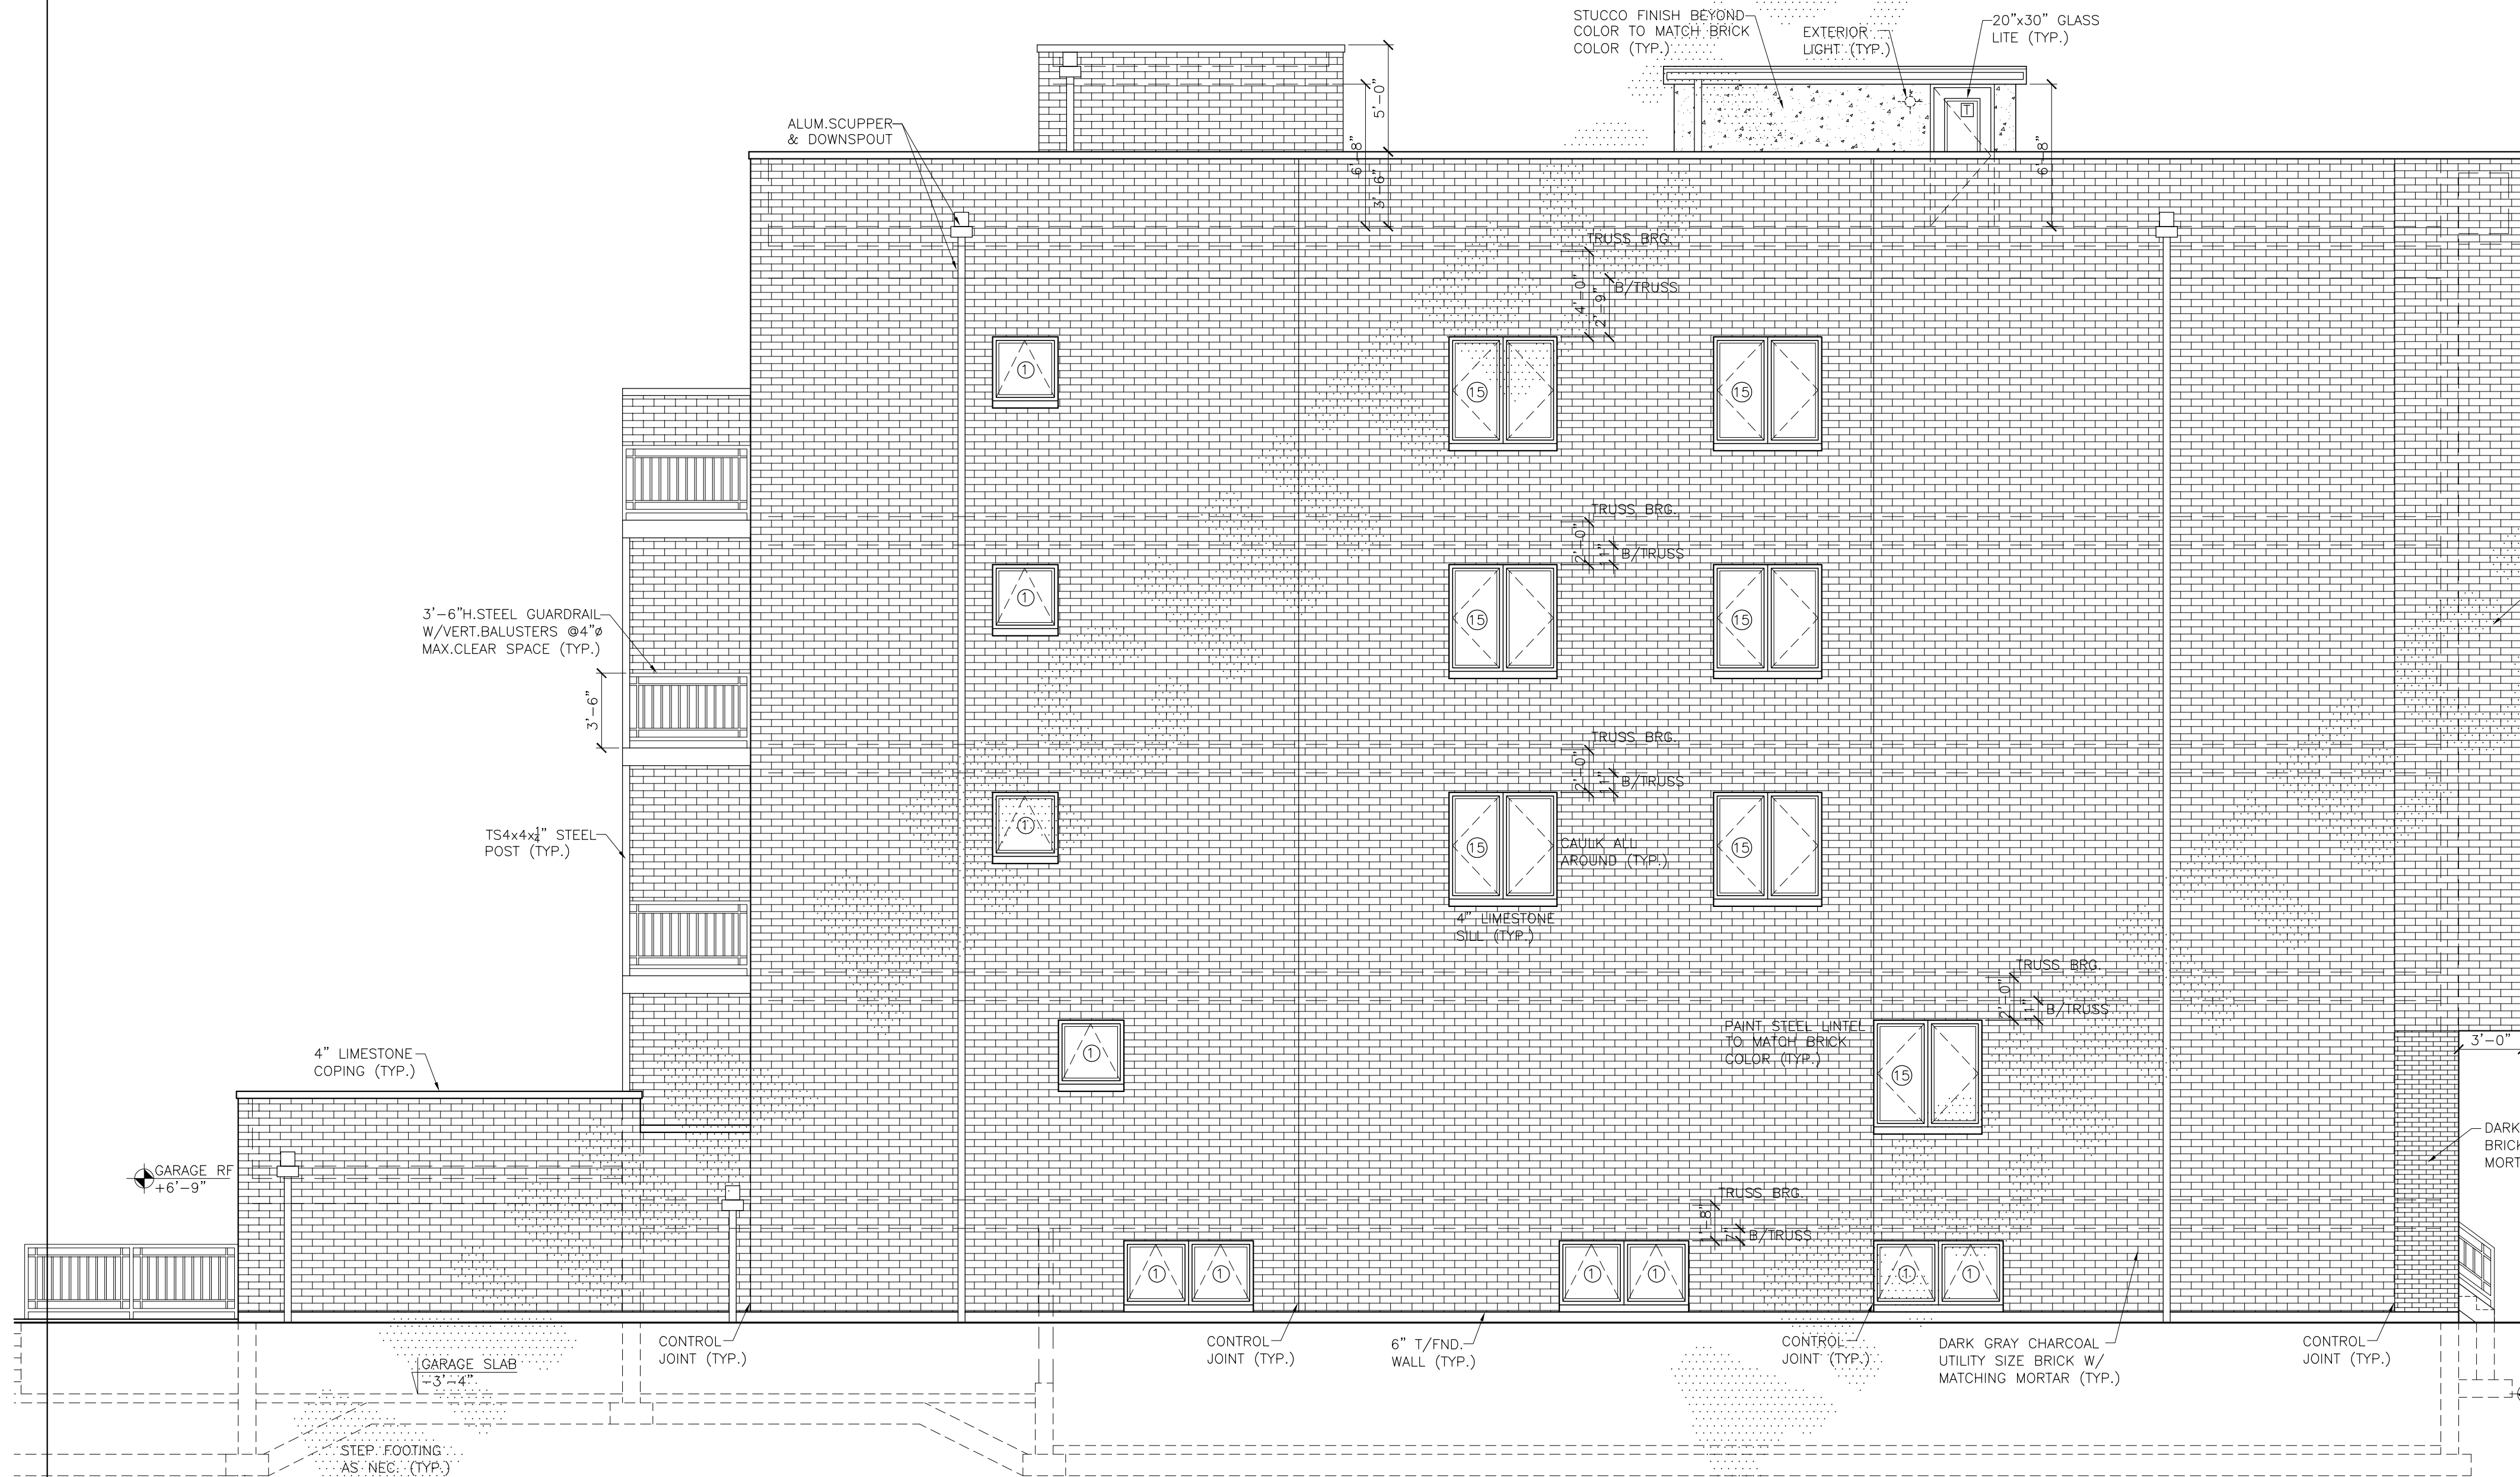 STUCCO FINISH BEYOND
COLOR TO MATCH BRICK
COLOR (TYP.)
EXTERIOR
LIGHT (TYP.)
20"x30" GLASS
LITE (TYP.)
T
ALUM.SCUPPER
& DOWNSPOUT
5'-0"
6'-8"
3'-6"
6'-8"
TRUSS BRG.
B/TRUSS
4'-0"
2'-9"
1
15
15
TRUSS BRG.
B/TRUSS
2'-0"
1"
1
15
15
3'-6"H.STEEL GUARDRAIL
W/VERT.BALUSTERS @4"ø
MAX.CLEAR SPACE (TYP.)
3'-6"
TRUSS BRG.
B/TRUSS
2'-0"
1"
1
15
15
TS4x4x¼" STEEL
POST (TYP.)
CAULK ALL
AROUND (TYP.)
4" LIMESTONE
SILL (TYP.)
TRUSS BRG.
B/TRUSS
2'-0"
1"
PAINT STEEL LINTEL
TO MATCH BRICK
COLOR (TYP.)
1
15
3'-0"
4" LIMESTONE
COPING (TYP.)
DARK
BRICK
MORT
GARAGE RF
+6'-9"
TRUSS BRG.
B/TRUSS
1'-8"
7"
1
1
1
1
1
1
CONTROL
JOINT (TYP.)
CONTROL
JOINT (TYP.)
6" T/FND.
WALL (TYP.)
CONTROL
JOINT (TYP.)
DARK GRAY CHARCOAL
UTILITY SIZE BRICK W/
MATCHING MORTAR (TYP.)
CONTROL
JOINT (TYP.)
GARAGE SLAB
-3'-4"
STEP FOOTING
AS NEC. (TYP.)